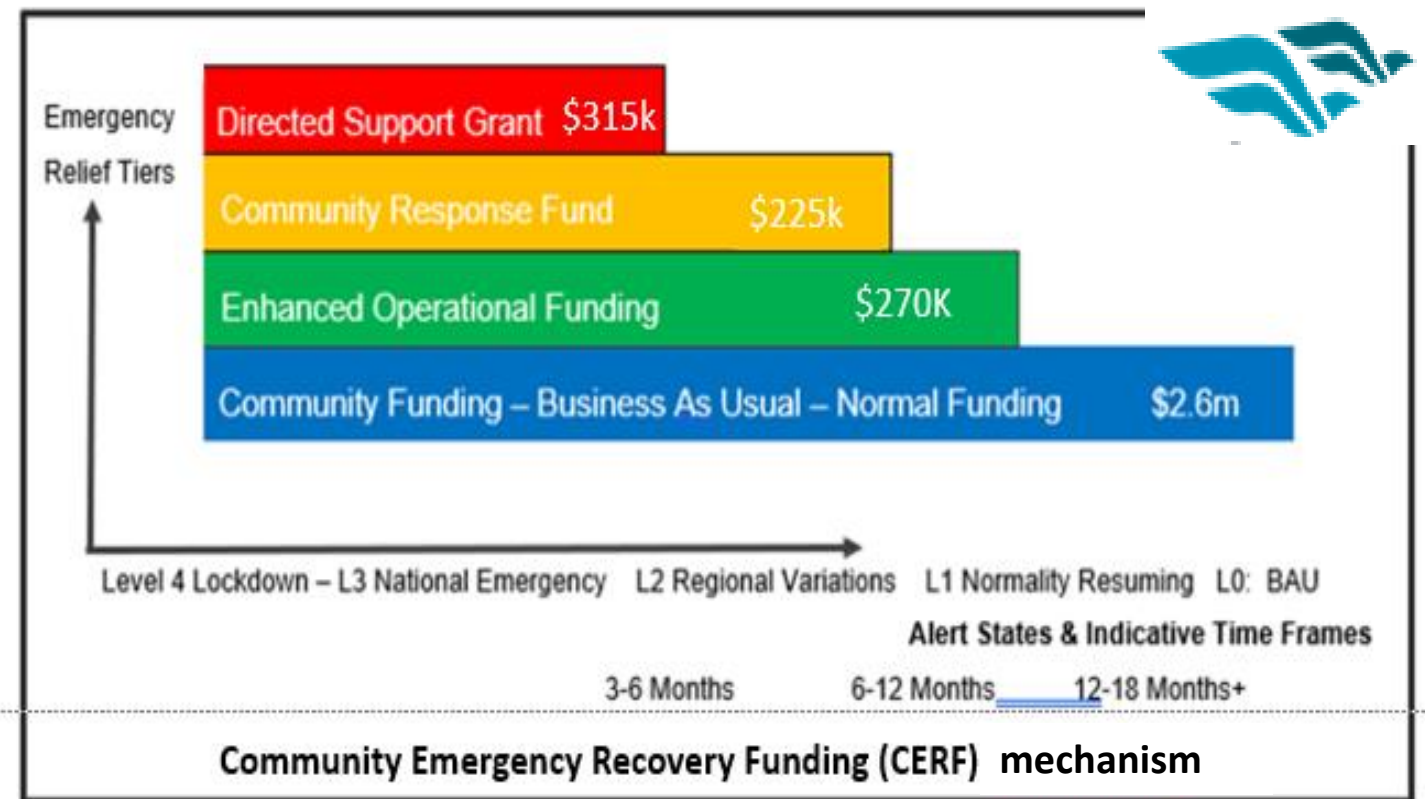 Emergency
Relief Tiers
Directed Support Grant $315k
Community Response Fund $225k
Enhanced Operational Funding $270K
Community Funding – Business As Usual – Normal Funding $2.6m
Level 4 Lockdown – L3 National Emergency L2 Regional Variations L1 Normality Resuming L0: BAU
Alert States & Indicative Time Frames
3-6 Months 6-12 Months 12-18 Months+
Community Emergency Recovery Funding (CERF) mechanism